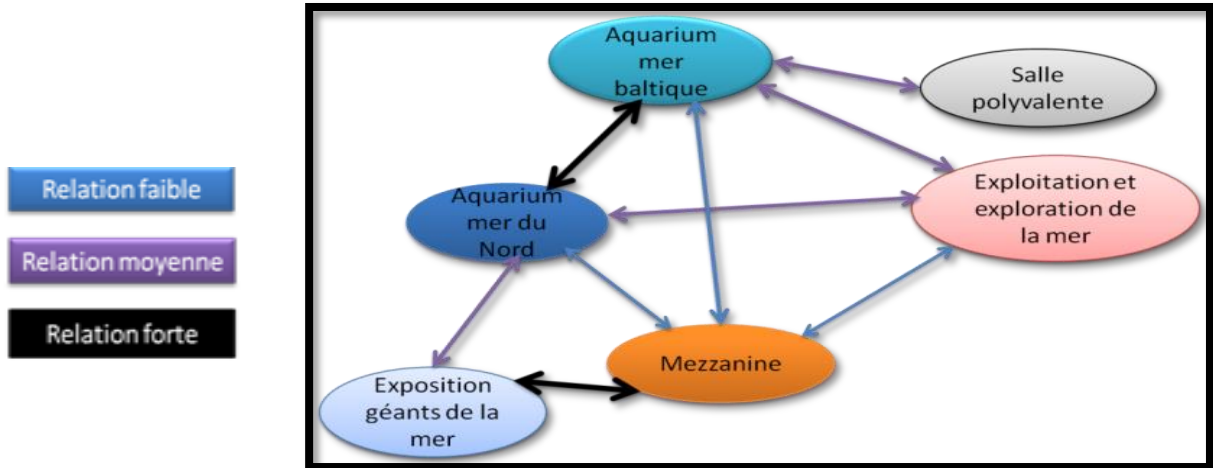 Relation faible
Relation moyenne
Relation forte
Aquarium
mer
baltique
Salle
polyvalente
Aquarium
mer du
Nord
Exploitation et
exploration de
la mer
Mezzanine
Exposition
géants de la
mer